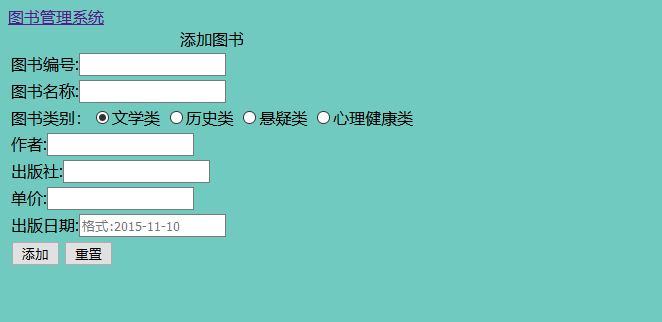 图书管理系统
添加图书
图书编号:
图书名称:
图书类别： 文学类 历史类 悬疑类 心理健康类
作者:
出版社:
单价:
出版日期: 格式:2015-11-10
添加 重置